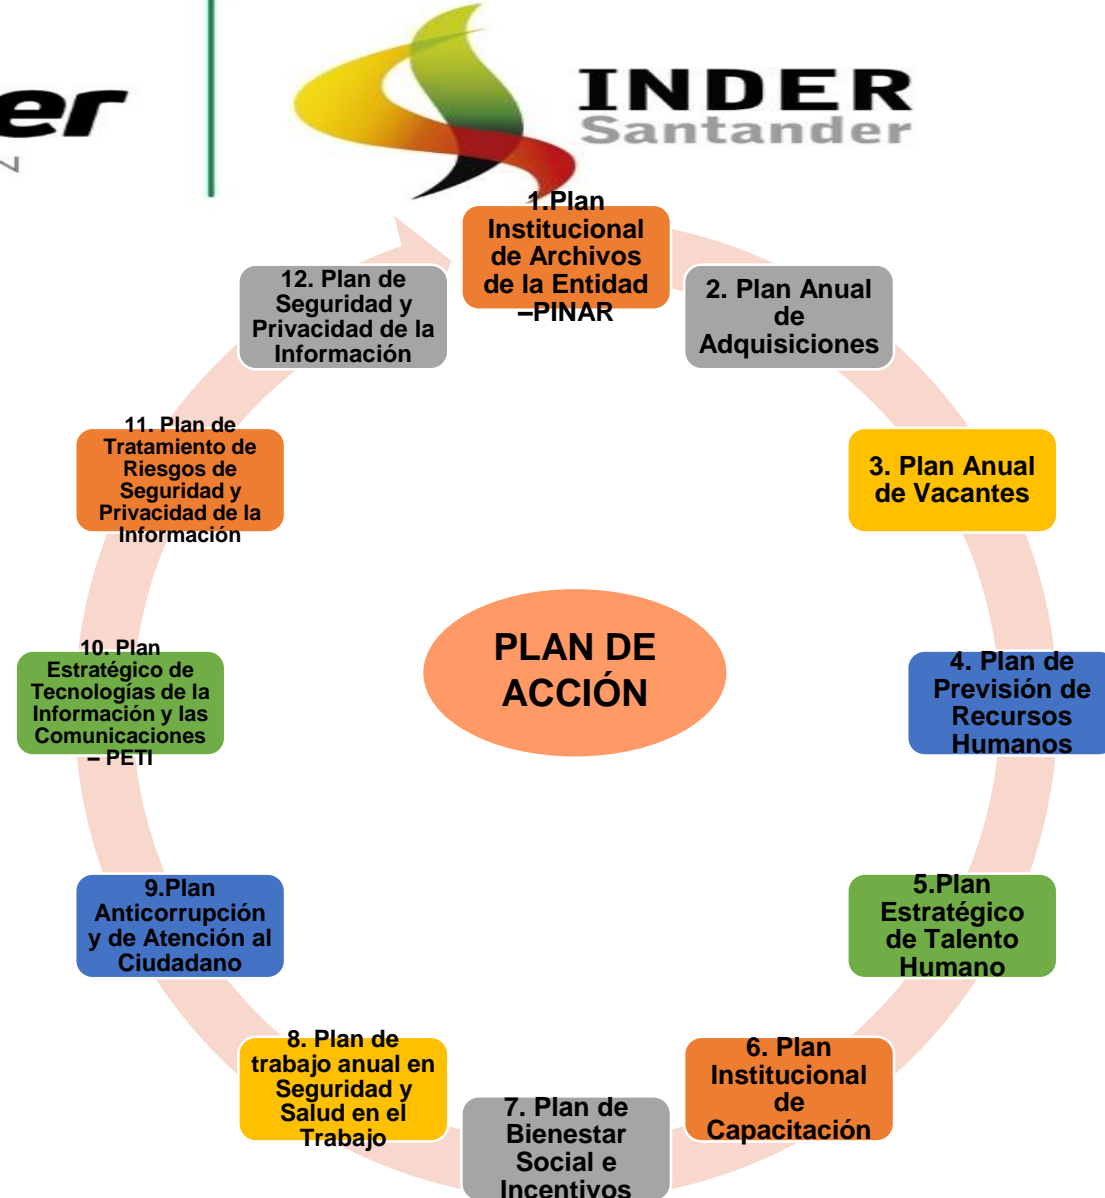 er
INDER
Santander
1.Plan
Institucional
de Archivos
de la Entidad
–PINAR
2. Plan Anual
de
Adquisiciones
3. Plan Anual
de Vacantes
4. Plan de
Previsión de
Recursos
Humanos
5.Plan
Estratégico
de Talento
Humano
6. Plan
Institucional
de
Capacitación
7. Plan de
Bienestar
Social e
Incentivos
8. Plan de
trabajo anual en
Seguridad y
Salud en el
Trabajo
9.Plan
Anticorrupción
y de Atención al
Ciudadano
10. Plan
Estratégico de
Tecnologías de la
Información y las
Comunicaciones
– PETI
11. Plan de
Tratamiento de
Riesgos de
Seguridad y
Privacidad de la
Información
12. Plan de
Seguridad y
Privacidad de la
Información
PLAN DE
ACCIÓN